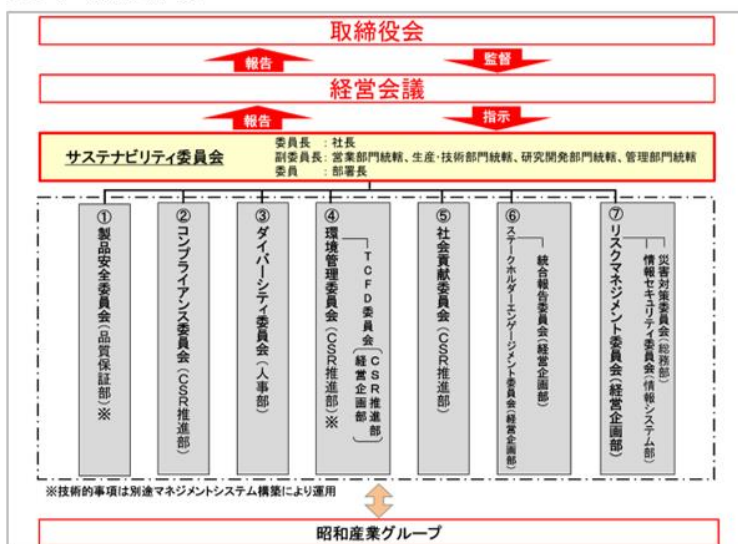 取締役会
報告
監督
経営会議
報告
指示
サステナビリティ委員会
委員長 : 社長
副委員長: 営業部門統轄、生産・技術部門統轄、研究開発部門統轄、管理部門統轄
委員 : 部署長
①製品安全委員会(品質保証部)※
②コンプライアンス委員会(CSR推進部)
③ダイバーシティ委員会(人事部)
④環境管理委員会(CSR推進部)※
TCFD委員会(CSR推進部 経営企画部)
⑤社会貢献委員会(CSR推進部)
⑥ステークホルダーエンゲージメント委員会(経営企画部)
統合報告委員会(経営企画部)
⑦リスクマネジメント委員会(経営企画部)
災害対策委員会(総務部)
情報セキュリティ委員会(情報システム部)
※技術的事項は別途マネジメントシステム構築により運用
昭和産業グループ